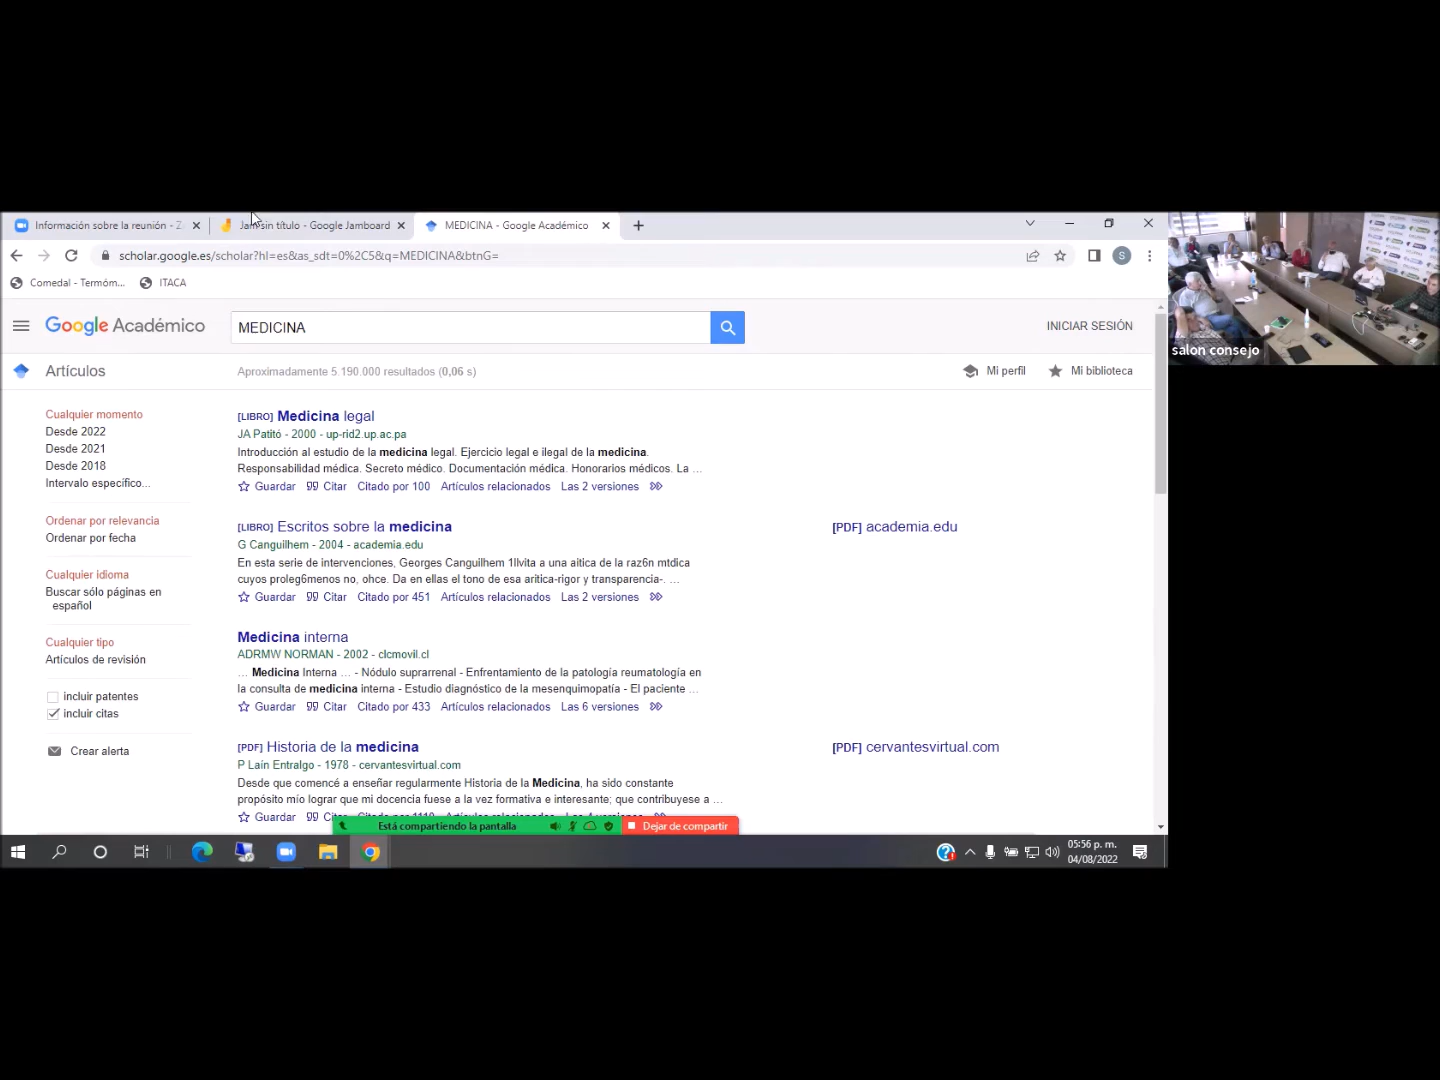 Información sobre la reunión - Z
Jam sin título - Google Jamboard
MEDICINA - Google Académico
scholar.google.es/scholar?hl=es&as_sdt=0%2C5&q=MEDICINA&btnG=
S
Comedal - Termóm...
ITACA
Google Académico
MEDICINA
INICIAR SESIÓN
Artículos
Aproximadamente 5.190.000 resultados (0,06 s)
Mi perfil
Mi biblioteca
Cualquier momento
Desde 2022
Desde 2021
Desde 2018
Intervalo específico...
Ordenar por relevancia
Ordenar por fecha
Cualquier idioma
Buscar sólo páginas en
español
Cualquier tipo
Artículos de revisión
incluir patentes
incluir citas
Crear alerta
[LIBRO] Medicina legal
JA Patitó - 2000 - up-rid2.up.ac.pa
Introducción al estudio de la medicina legal. Ejercicio legal e ilegal de la medicina.
Responsabilidad médica. Secreto médico. Documentación médica. Honorarios médicos. La ...
Guardar Citar Citado por 100 Artículos relacionados Las 2 versiones
[LIBRO] Escritos sobre la medicina
G Canguilhem - 2004 - academia.edu
En esta serie de intervenciones, Georges Canguilhem 1llvita a una aitica de la raz6n mtdica
cuyos proleg6menos no, ohce. Da en ellas el tono de esa aritica-rigor y transparencia-. ...
Guardar Citar Citado por 451 Artículos relacionados Las 2 versiones
[PDF] academia.edu
Medicina interna
ADRMW NORMAN - 2002 - clcmovil.cl
... Medicina Interna ... - Nódulo suprarrenal - Enfrentamiento de la patología reumatología en
la consulta de medicina interna - Estudio diagnóstico de la mesenquimopatía - El paciente ...
Guardar Citar Citado por 433 Artículos relacionados Las 6 versiones
[PDF] Historia de la medicina
P Laín Entralgo - 1978 - cervantesvirtual.com
Desde que comencé a enseñar regularmente Historia de la Medicina, ha sido constante
propósito mío lograr que mi docencia fuese a la vez formativa e interesante; que contribuyese a ...
Guardar
[PDF] cervantesvirtual.com
Está compartiendo la pantalla
Dejar de compartir
05:56 p. m.
04/08/2022
salon consejo